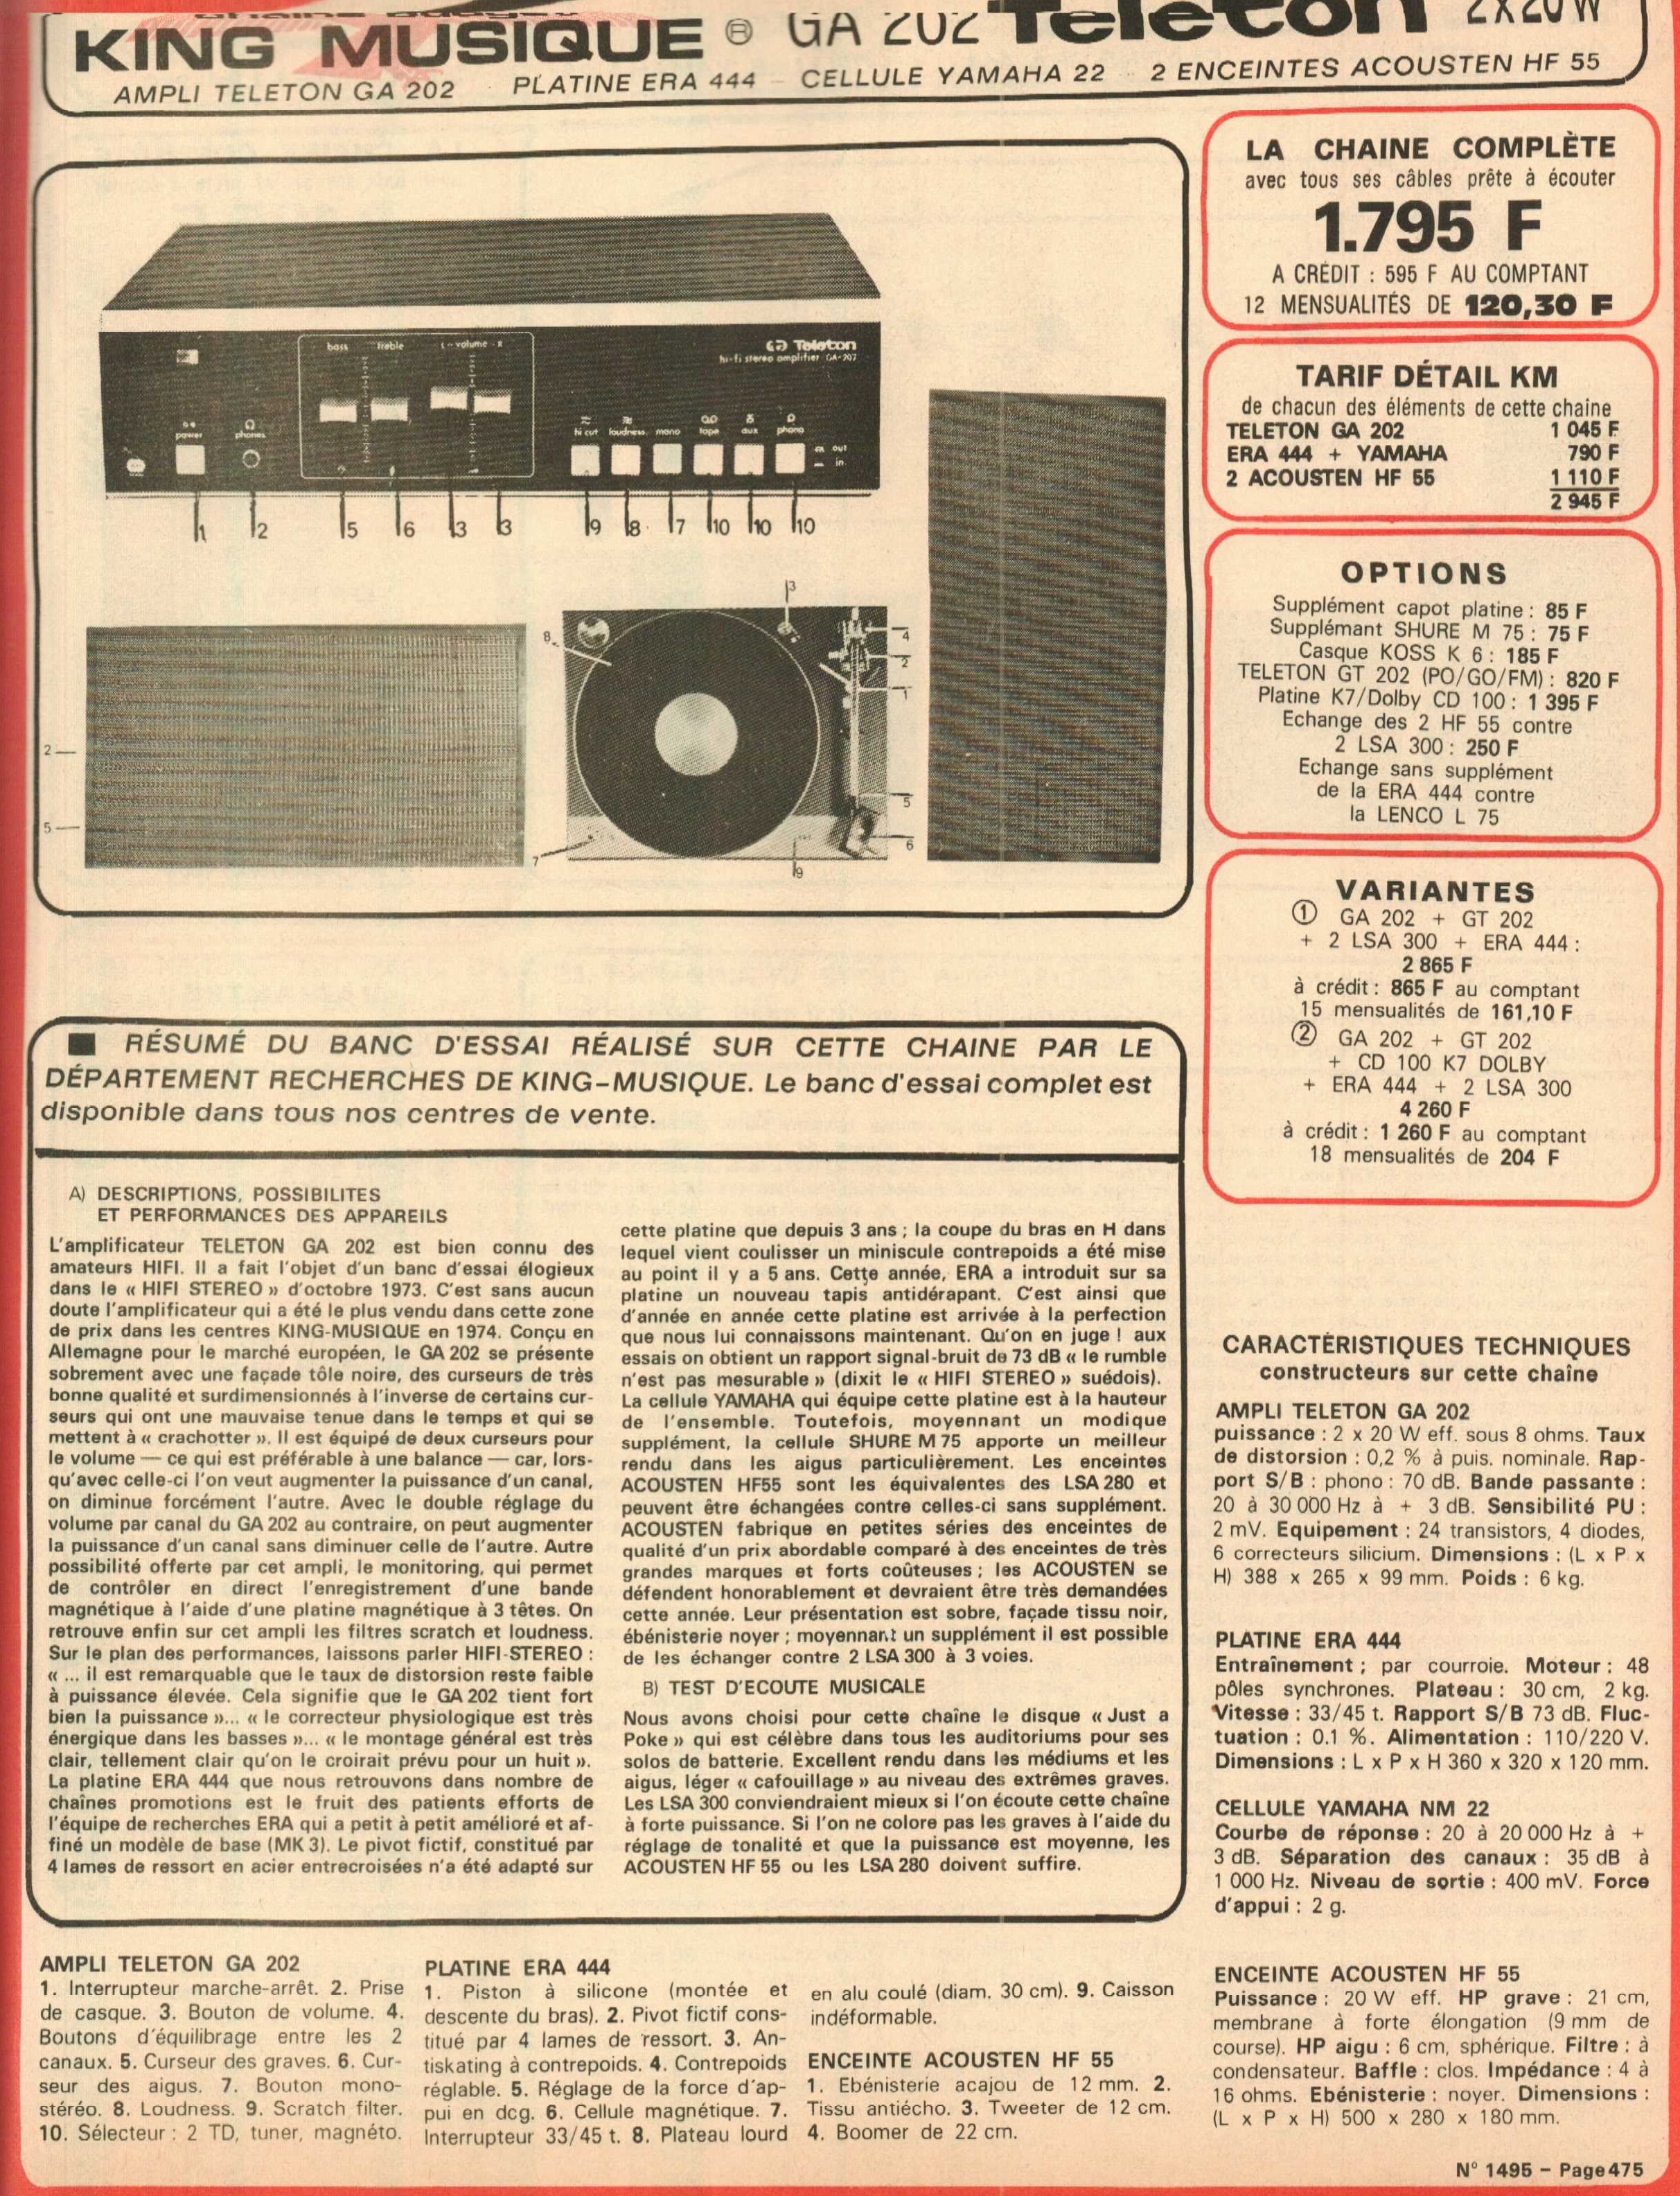 KING MUSIQUE ® GA 202 Teleton 2x20W
AMPLI TELETON GA 202 PLATINE ERA 444 - CELLULE YAMAHA 22 2 ENCEINTES ACOUSTEN HF 55
bass treble L - volume - R
Teleton
hi-fi stereo amplifier GA-202
power phones
hi cut loudness mono tape aux phono
out
in
1 2 5 6 3 3 9 8 7 10 10 10
3
8
4
2
1
2
5
5
6
7
9
LA CHAINE COMPLÈTE
avec tous ses câbles prête à écouter
1.795 F
A CRÉDIT : 595 F AU COMPTANT
12 MENSUALITÉS DE 120,30 F
TARIF DÉTAIL KM
de chacun des éléments de cette chaine
TELETON GA 202 1 045 F
ERA 444 + YAMAHA 790 F
2 ACOUSTEN HF 55 1 110 F
2 945 F
OPTIONS
Supplément capot platine : 85 F
Supplémant SHURE M 75 : 75 F
Casque KOSS K 6 : 185 F
TELETON GT 202 (PO/GO/FM) : 820 F
Platine K7/Dolby CD 100 : 1 395 F
Echange des 2 HF 55 contre
2 LSA 300 : 250 F
Echange sans supplément
de la ERA 444 contre
la LENCO L 75
VARIANTES
① GA 202 + GT 202
+ 2 LSA 300 + ERA 444 :
2 865 F
à crédit : 865 F au comptant
15 mensualités de 161,10 F
② GA 202 + GT 202
+ CD 100 K7 DOLBY
+ ERA 444 + 2 LSA 300
4 260 F
à crédit : 1 260 F au comptant
18 mensualités de 204 F
■ RÉSUMÉ DU BANC D'ESSAI RÉALISÉ SUR CETTE CHAINE PAR LE
DÉPARTEMENT RECHERCHES DE KING-MUSIQUE. Le banc d'essai complet est
disponible dans tous nos centres de vente.
A) DESCRIPTIONS, POSSIBILITES
ET PERFORMANCES DES APPAREILS
L'amplificateur TELETON GA 202 est bien connu des
amateurs HIFI. Il a fait l'objet d'un banc d'essai élogieux
dans le « HIFI STEREO » d'octobre 1973. C'est sans aucun
doute l'amplificateur qui a été le plus vendu dans cette zone
de prix dans les centres KING-MUSIQUE en 1974. Conçu en
Allemagne pour le marché européen, le GA 202 se présente
sobrement avec une façade tôle noire, des curseurs de très
bonne qualité et surdimensionnés à l'inverse de certains cur-
seurs qui ont une mauvaise tenue dans le temps et qui se
mettent à « crachotter ». Il est équipé de deux curseurs pour
le volume — ce qui est préférable à une balance — car, lors-
qu'avec celle-ci l'on veut augmenter la puissance d'un canal,
on diminue forcément l'autre. Avec le double réglage du
volume par canal du GA 202 au contraire, on peut augmenter
la puissance d'un canal sans diminuer celle de l'autre. Autre
possibilité offerte par cet ampli, le monitoring, qui permet
de contrôler en direct l'enregistrement d'une bande
magnétique à l'aide d'une platine magnétique à 3 têtes. On
retrouve enfin sur cet ampli les filtres scratch et loudness.
Sur le plan des performances, laissons parler HIFI-STEREO :
« ... il est remarquable que le taux de distorsion reste faible
à puissance élevée. Cela signifie que le GA 202 tient fort
bien la puissance »... « le correcteur physiologique est très
énergique dans les basses »... « le montage général est très
clair, tellement clair qu'on le croirait prévu pour un huit ».
La platine ERA 444 que nous retrouvons dans nombre de
chaînes promotions est le fruit des patients efforts de
l'équipe de recherches ERA qui a petit à petit amélioré et af-
finé un modèle de base (MK 3). Le pivot fictif, constitué par
4 lames de ressort en acier entrecroisées n'a été adapté sur
cette platine que depuis 3 ans ; la coupe du bras en H dans
lequel vient coulisser un miniscule contrepoids a été mise
au point il y a 5 ans. Cette année, ERA a introduit sur sa
platine un nouveau tapis antidérapant. C'est ainsi que
d'année en année cette platine est arrivée à la perfection
que nous lui connaissons maintenant. Qu'on en juge ! aux
essais on obtient un rapport signal-bruit de 73 dB « le rumble
n'est pas mesurable » (dixit le « HIFI STEREO » suédois).
La cellule YAMAHA qui équipe cette platine est à la hauteur
de l'ensemble. Toutefois, moyennant un modique
supplément, la cellule SHURE M 75 apporte un meilleur
rendu dans les aigus particulièrement. Les enceintes
ACOUSTEN HF55 sont les équivalentes des LSA 280 et
peuvent être échangées contre celles-ci sans supplément.
ACOUSTEN fabrique en petites séries des enceintes de
qualité d'un prix abordable comparé à des enceintes de très
grandes marques et forts coûteuses ; les ACOUSTEN se
défendent honorablement et devraient être très demandées
cette année. Leur présentation est sobre, façade tissu noir,
ébénisterie noyer ; moyennant un supplément il est possible
de les échanger contre 2 LSA 300 à 3 voies.
B) TEST D'ECOUTE MUSICALE
Nous avons choisi pour cette chaîne le disque « Just a
Poke » qui est célèbre dans tous les auditoriums pour ses
solos de batterie. Excellent rendu dans les médiums et les
aigus, léger « cafouillage » au niveau des extrêmes graves.
Les LSA 300 conviendraient mieux si l'on écoute cette chaîne
à forte puissance. Si l'on ne colore pas les graves à l'aide du
réglage de tonalité et que la puissance est moyenne, les
ACOUSTEN HF 55 ou les LSA 280 doivent suffire.
CARACTÉRISTIQUES TECHNIQUES
constructeurs sur cette chaîne
AMPLI TELETON GA 202
puissance : 2 x 20 W eff. sous 8 ohms. Taux
de distorsion : 0,2 % à puis. nominale. Rap-
port S/B : phono : 70 dB. Bande passante :
20 à 30 000 Hz à + 3 dB. Sensibilité PU :
2 mV. Equipement : 24 transistors, 4 diodes,
6 correcteurs silicium. Dimensions : (L x P x
H) 388 x 265 x 99 mm. Poids : 6 kg.
PLATINE ERA 444
Entraînement ; par courroie. Moteur : 48
pôles synchrones. Plateau : 30 cm, 2 kg.
Vitesse : 33/45 t. Rapport S/B 73 dB. Fluc-
tuation : 0.1 %. Alimentation : 110/220 V.
Dimensions : L x P x H 360 x 320 x 120 mm.
CELLULE YAMAHA NM 22
Courbe de réponse : 20 à 20 000 Hz à +
3 dB. Séparation des canaux : 35 dB à
1 000 Hz. Niveau de sortie : 400 mV. Force
d'appui : 2 g.
ENCEINTE ACOUSTEN HF 55
Puissance : 20 W eff. HP grave : 21 cm,
membrane à forte élongation (9 mm de
course). HP aigu : 6 cm, sphérique. Filtre : à
condensateur. Baffle : clos. Impédance : 4 à
16 ohms. Ebénisterie : noyer. Dimensions :
(L x P x H) 500 x 280 x 180 mm.
AMPLI TELETON GA 202
1. Interrupteur marche-arrêt. 2. Prise
de casque. 3. Bouton de volume. 4.
Boutons d'équilibrage entre les 2
canaux. 5. Curseur des graves. 6. Cur-
seur des aigus. 7. Bouton mono-
stéréo. 8. Loudness. 9. Scratch filter.
10. Sélecteur : 2 TD, tuner, magnéto.
PLATINE ERA 444
1. Piston à silicone (montée et
descente du bras). 2. Pivot fictif cons-
titué par 4 lames de ressort. 3. An-
tiskating à contrepoids. 4. Contrepoids
réglable. 5. Réglage de la force d'ap-
pui en dcg. 6. Cellule magnétique. 7.
Interrupteur 33/45 t. 8. Plateau lourd
en alu coulé (diam. 30 cm). 9. Caisson
indéformable.
ENCEINTE ACOUSTEN HF 55
1. Ebénisterie acajou de 12 mm. 2.
Tissu antiécho. 3. Tweeter de 12 cm.
4. Boomer de 22 cm.
N° 1495 - Page 475